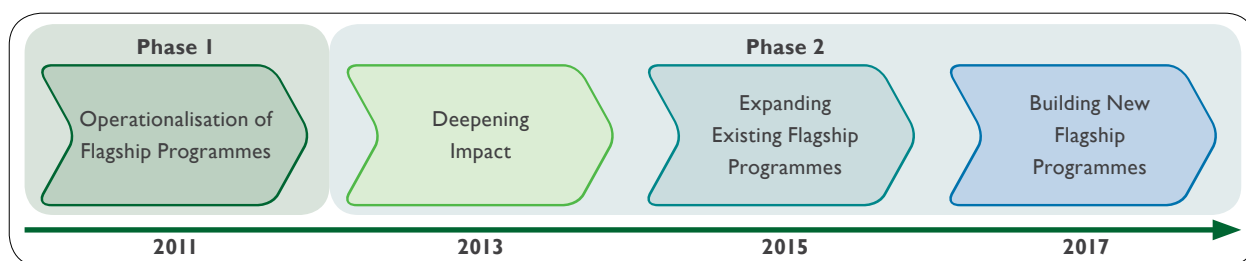 Phase 1
Phase 2
Operationalisation of
Flagship Programmes
Deepening
Impact
Expanding
Existing Flagship
Programmes
Building New
Flagship
Programmes
2011
2013
2015
2017